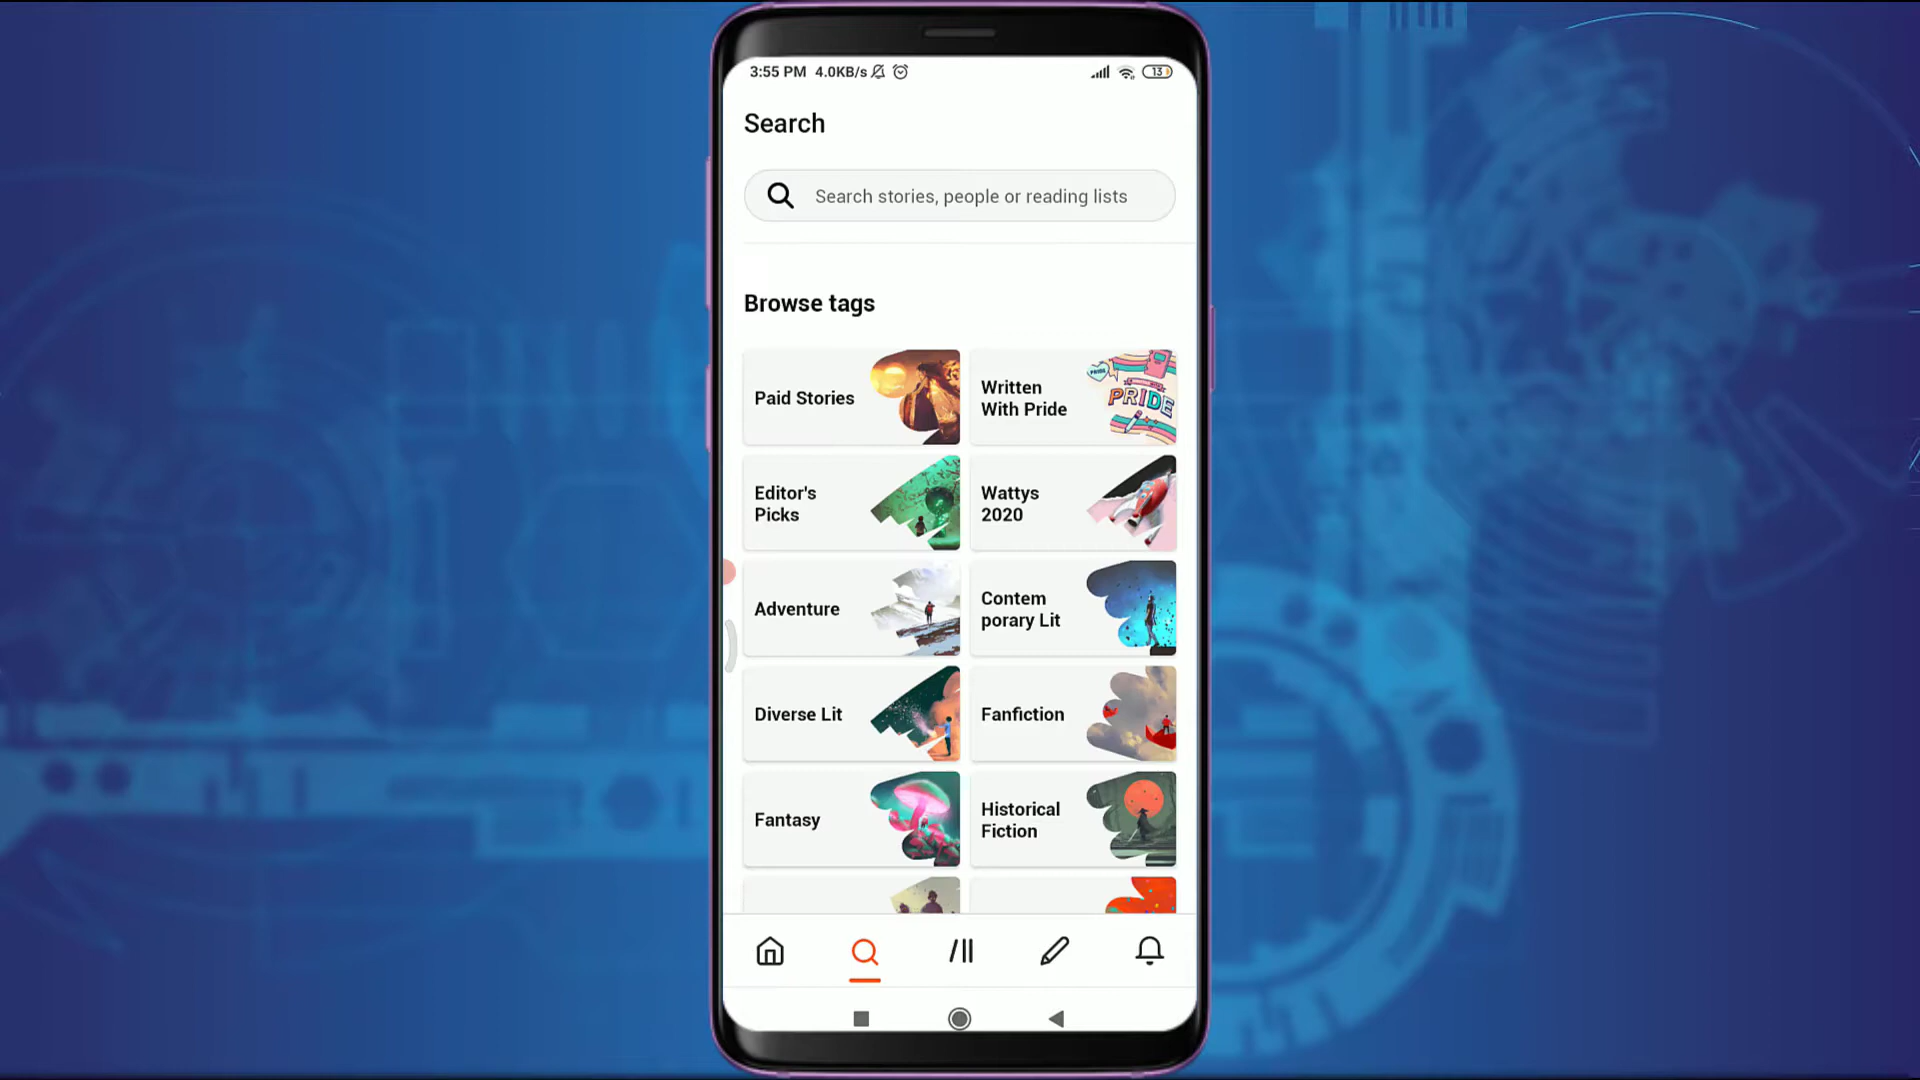 3:55 PM 4.0KB/s
13
Search
Search stories, people or reading lists
Browse tags
Paid Stories
Written
With Pride
PRIDE
PRIDE
Editor's
Picks
Wattys
2020
Adventure
Contem
porary Lit
Diverse Lit
Fanfiction
Fantasy
Historical
Fiction